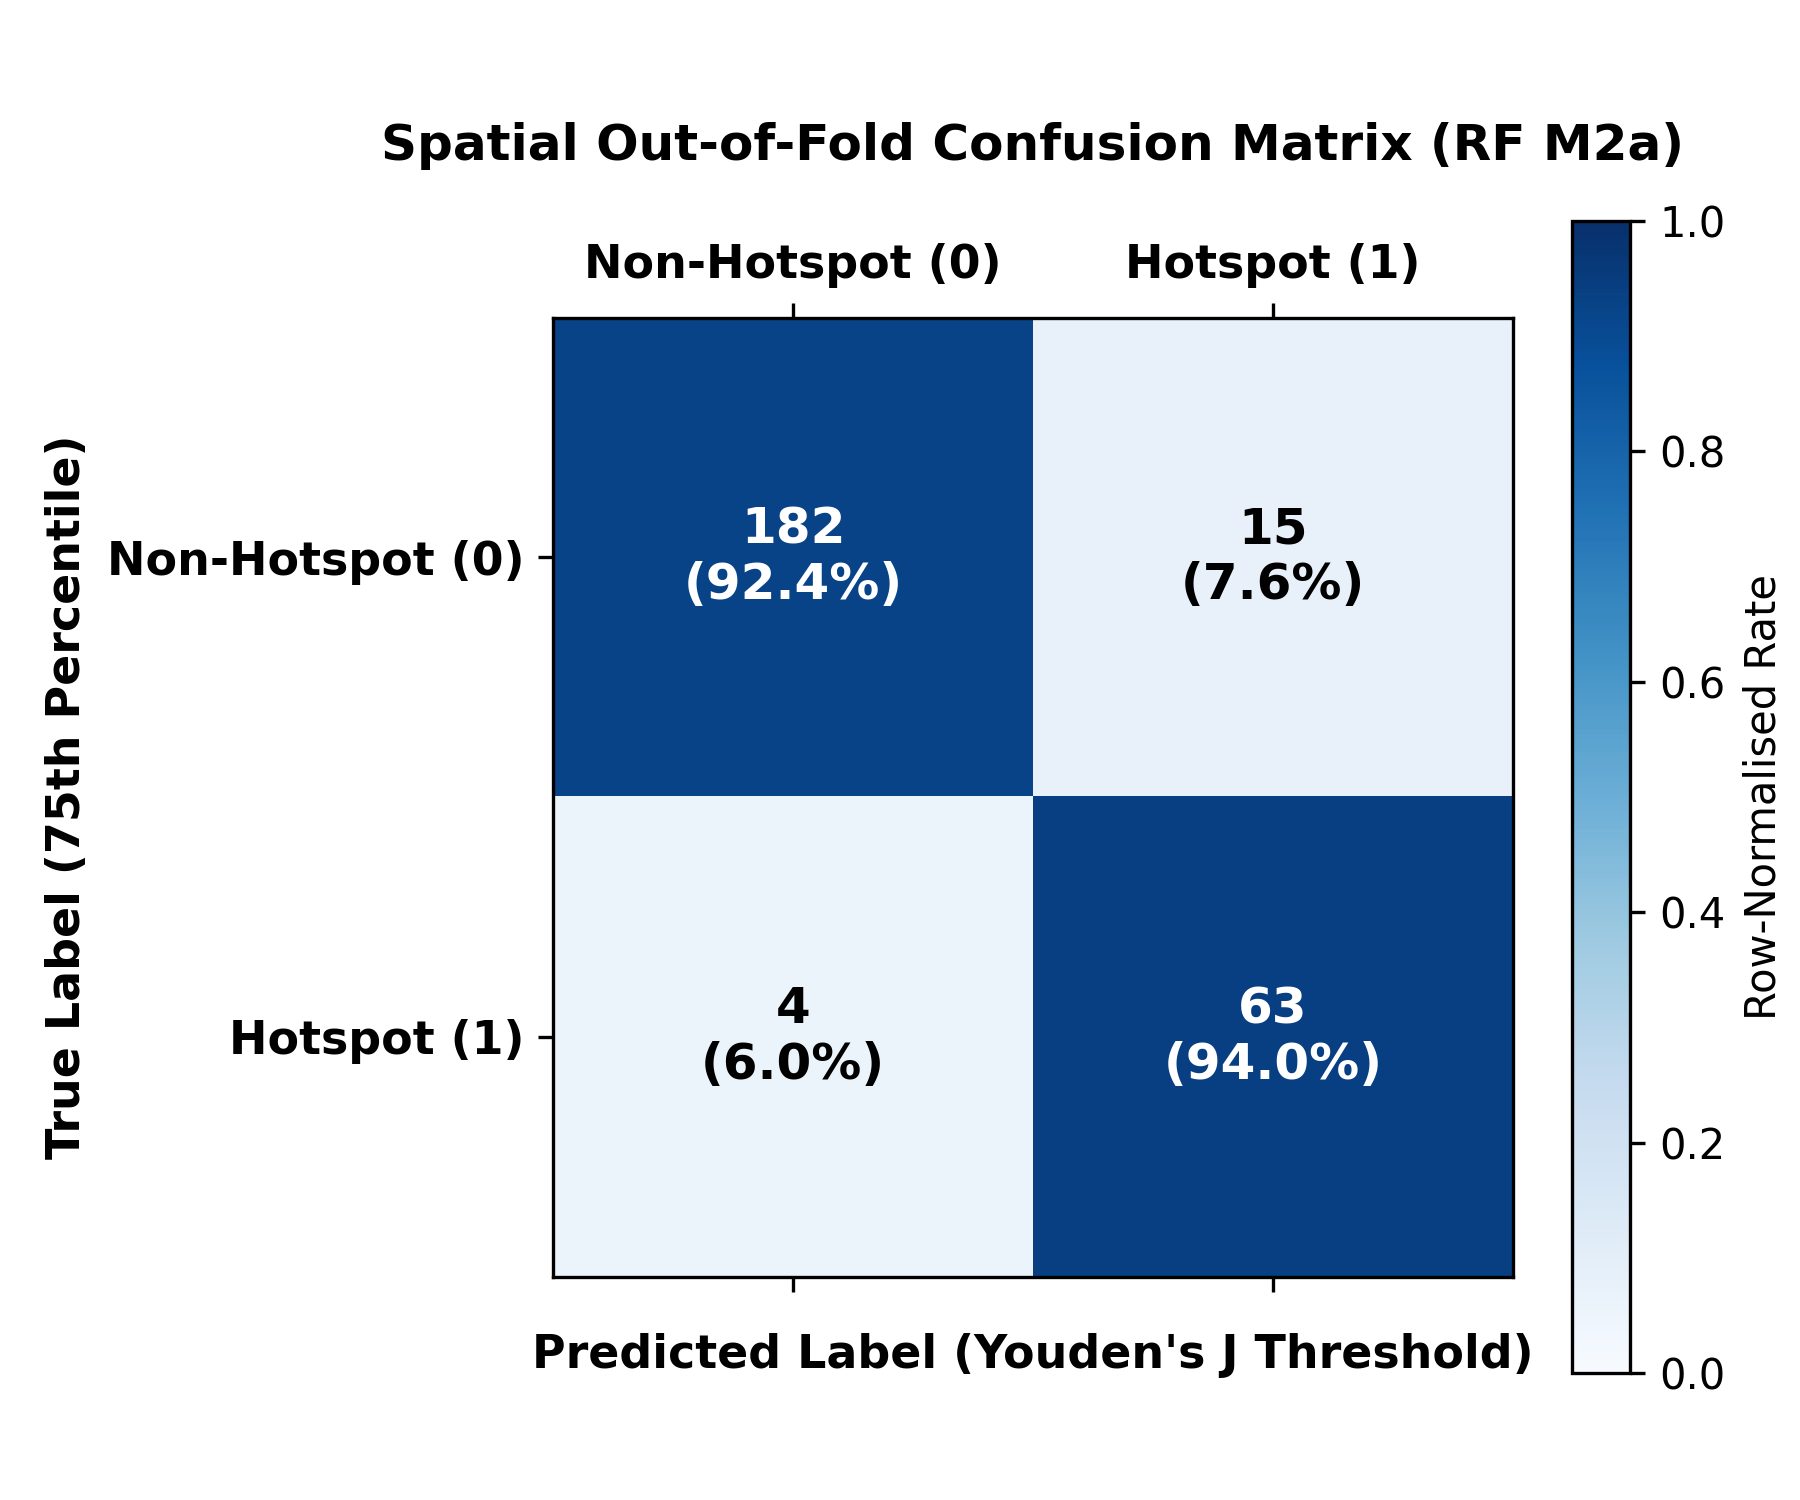 Spatial Out-of-Fold Confusion Matrix (RF M2a)
Non-Hotspot (0)
Hotspot (1)
True Label (75th Percentile)
Non-Hotspot (0)
182
(92.4%)
15
(7.6%)
Hotspot (1)
4
(6.0%)
63
(94.0%)
Predicted Label (Youden's J Threshold)
1.0
0.8
0.6
0.4
0.2
0.0
Row-Normalised Rate